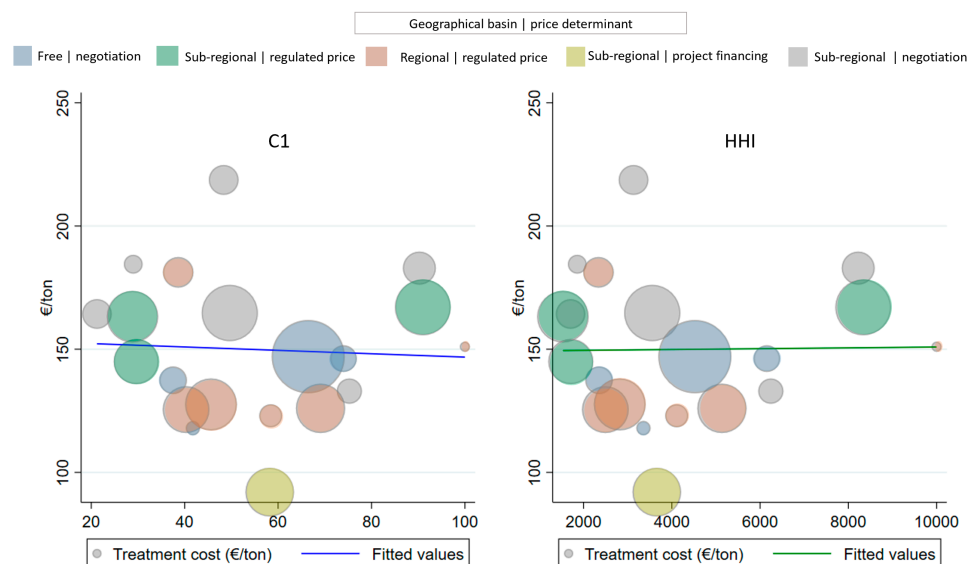 Geographical basin | price determinant
Free | negotiation
Sub-regional | regulated price
Regional | regulated price
Sub-regional | project financing
Sub-regional | negotiation
C1
250
200
150
100
€/ton
20 40 60 80 100
Treatment cost (€/ton) Fitted values
HHI
250
200
150
100
€/ton
2000 4000 6000 8000 10000
Treatment cost (€/ton) Fitted values